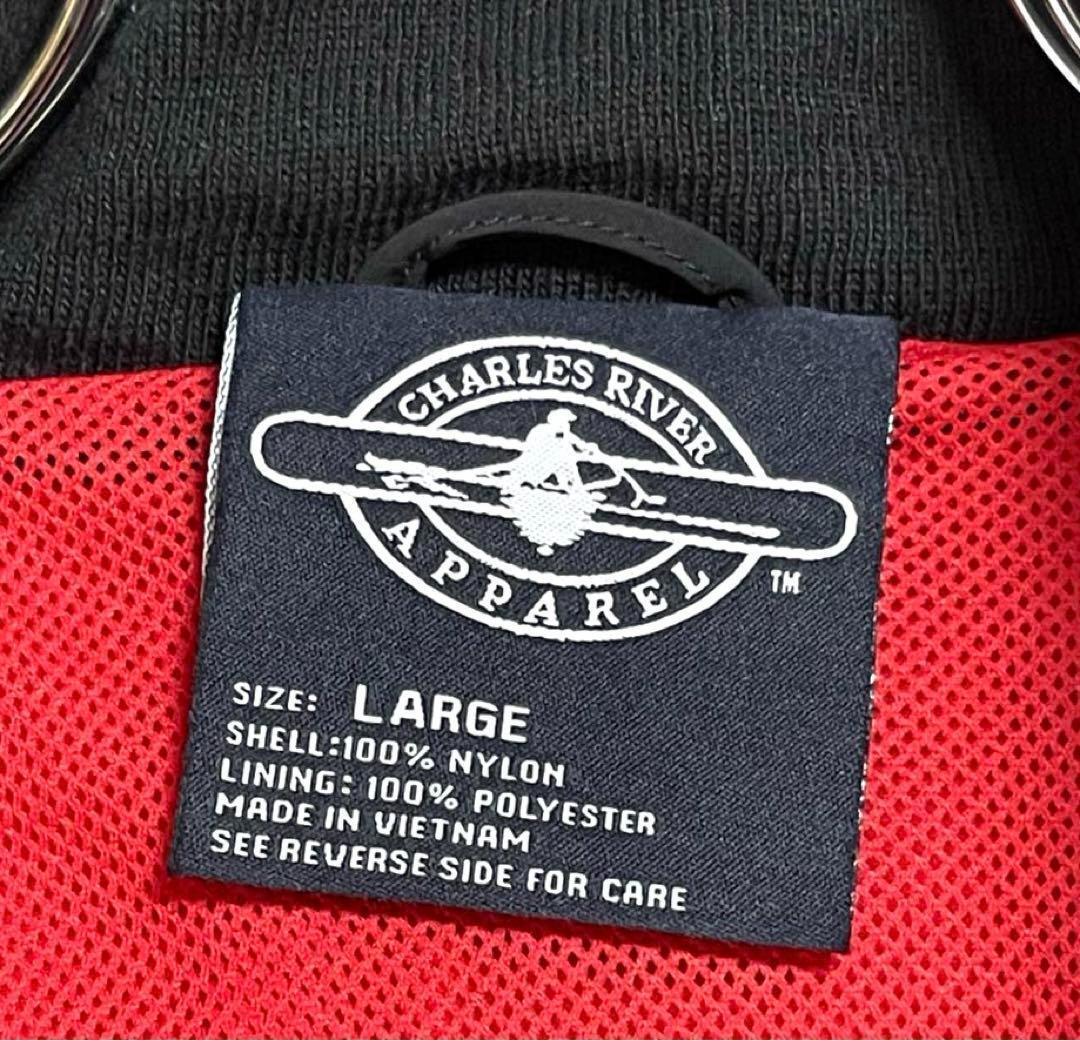 CHARLES RIVER
APPAREL
TM
SIZE: LARGE
SHELL:100% NYLON
LINING: 100% POLYESTER
MADE IN VIETNAM
SEE REVERSE SIDE FOR CARE